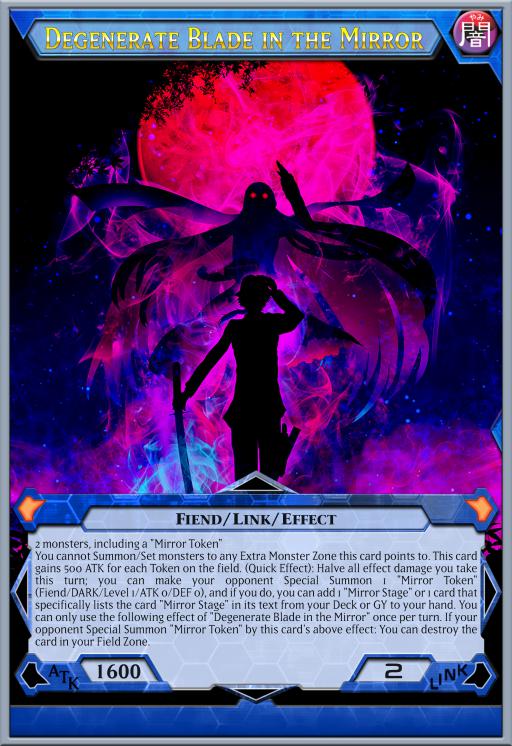 Degenerate Blade in the Mirror
やみ
闇
Fiend/Link/Effect
2 monsters, including a "Mirror Token"
You cannot Summon/Set monsters to any Extra Monster Zone this card points to. This card
gains 500 ATK for each Token on the field. (Quick Effect): Halve all effect damage you take
this turn; you can make your opponent Special Summon 1 "Mirror Token"
(Fiend/DARK/Level 1/ATK 0/DEF 0), and if you do, you can add 1 "Mirror Stage" or 1 card that
specifically lists the card "Mirror Stage" in its text from your Deck or GY to your hand. You
can only use the following effect of "Degenerate Blade in the Mirror" once per turn. If your
opponent Special Summon "Mirror Token" by this card's above effect: You can destroy the
card in your Field Zone.
ATK 1600 2 LINK